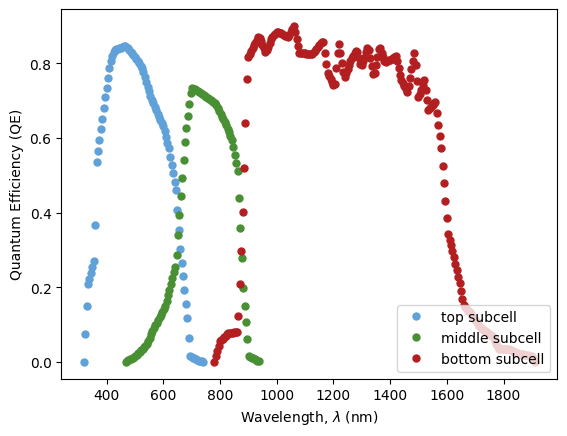 0.8
0.6
0.4
0.2
0.0
Quantum Efficiency (QE)
top subcell
middle subcell
bottom subcell
400 600 800 1000 1200 1400 1600 1800
Wavelength, λ (nm)